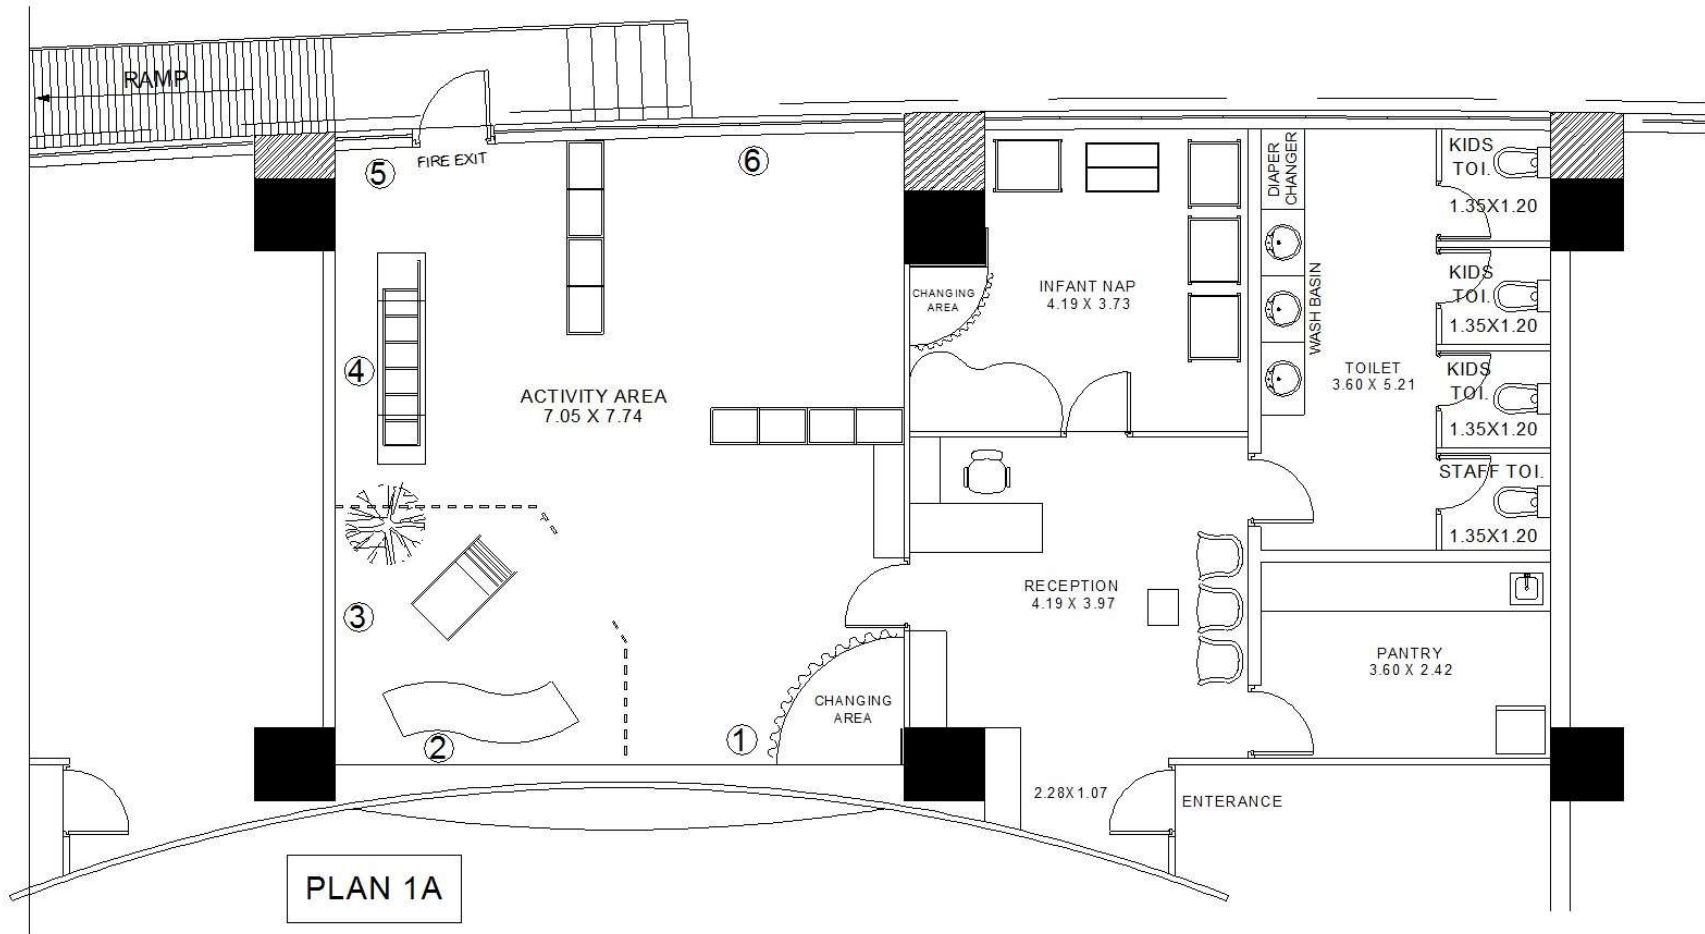 RAMP
FIRE EXIT
5
6
4
ACTIVITY AREA
7.05 X 7.74
3
2
1
CHANGING
AREA
CHANGING
AREA
INFANT NAP
4.19 X 3.73
DIAPER
CHANGER
WASH BASIN
TOILET
3.60 X 5.21
KIDS
TOI.
1.35X1.20
KIDS
TOI.
1.35X1.20
KIDS
TOI.
1.35X1.20
STAFF TOI.
1.35X1.20
RECEPTION
4.19 X 3.97
PANTRY
3.60 X 2.42
2.28X1.07
ENTERANCE
PLAN 1A